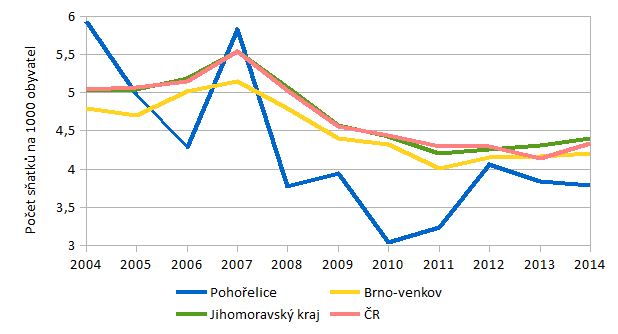 Počet sňatků na 1000 obyvatel
6
5,5
5
4,5
4
3,5
3
2004 2005 2006 2007 2008 2009 2010 2011 2012 2013 2014
Pohořelice Brno-venkov
Jihomoravský kraj ČR